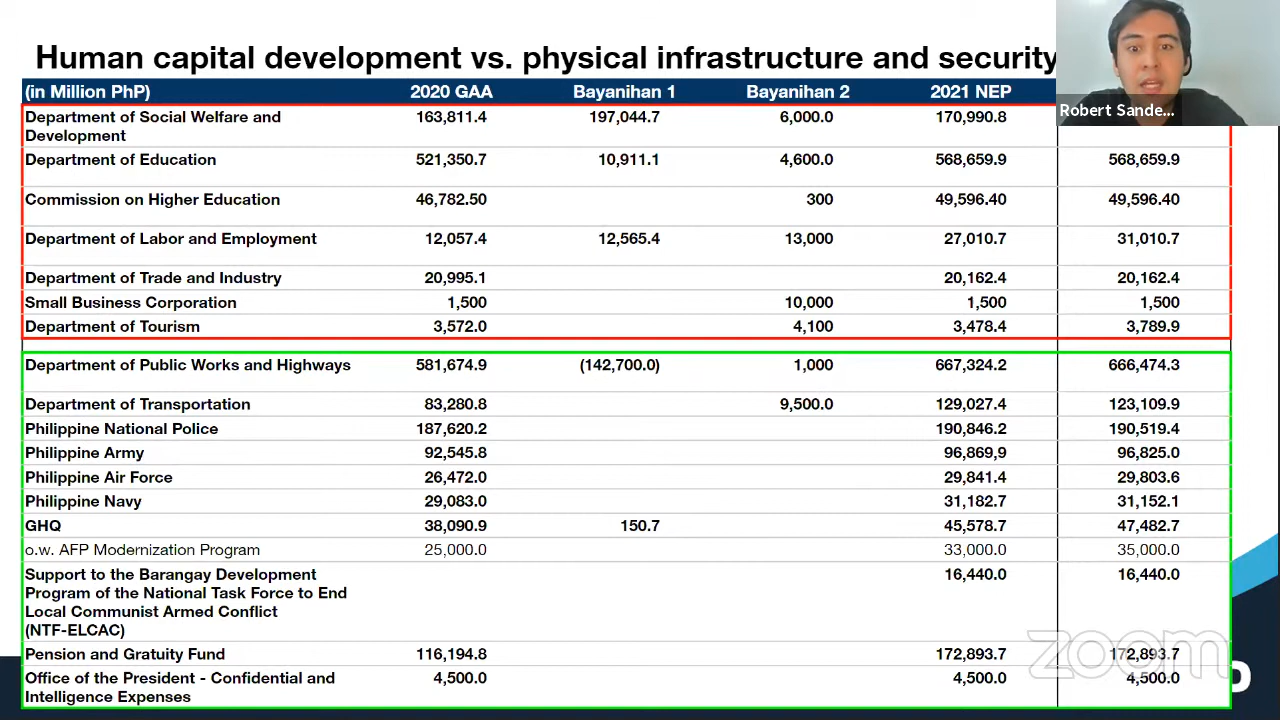 Human capital development vs. physical infrastructure and security
(in Million PhP) 2020 GAA Bayanihan 1 Bayanihan 2 2021 NEP
Robert Sande...
Department of Social Welfare and 163,811.4 197,044.7 6,000.0 170,990.8
Development
Department of Education 521,350.7 10,911.1 4,600.0 568,659.9 568,659.9
Commission on Higher Education 46,782.50 300 49,596.40 49,596.40
Department of Labor and Employment 12,057.4 12,565.4 13,000 27,010.7 31,010.7
Department of Trade and Industry 20,995.1 20,162.4 20,162.4
Small Business Corporation 1,500 10,000 1,500 1,500
Department of Tourism 3,572.0 4,100 3,478.4 3,789.9
Department of Public Works and Highways 581,674.9 (142,700.0) 1,000 667,324.2 666,474.3
Department of Transportation 83,280.8 9,500.0 129,027.4 123,109.9
Philippine National Police 187,620.2 190,846.2 190,519.4
Philippine Army 92,545.8 96,869,9 96,825.0
Philippine Air Force 26,472.0 29,841.4 29,803.6
Philippine Navy 29,083.0 31,182.7 31,152.1
GHQ 38,090.9 150.7 45,578.7 47,482.7
o.w. AFP Modernization Program 25,000.0 33,000.0 35,000.0
Support to the Barangay Development 16,440.0 16,440.0
Program of the National Task Force to End
Local Communist Armed Conflict
(NTF-ELCAC)
Pension and Gratuity Fund 116,194.8 172,893.7 172,893.7
Office of the President - Confidential and 4,500.0 4,500.0 4,500.0
Intelligence Expenses
zoom